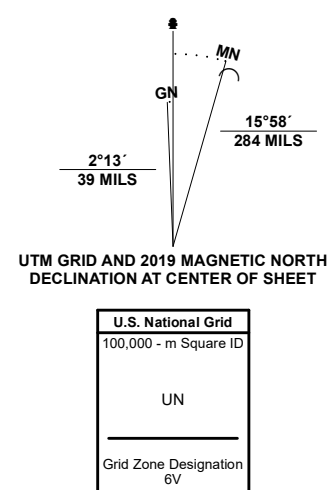 MN
GN
15°58´
284 MILS
2°13´
39 MILS
UTM GRID AND 2019 MAGNETIC NORTH
DECLINATION AT CENTER OF SHEET
U.S. National Grid
100,000 - m Square ID
UN
Grid Zone Designation
6V